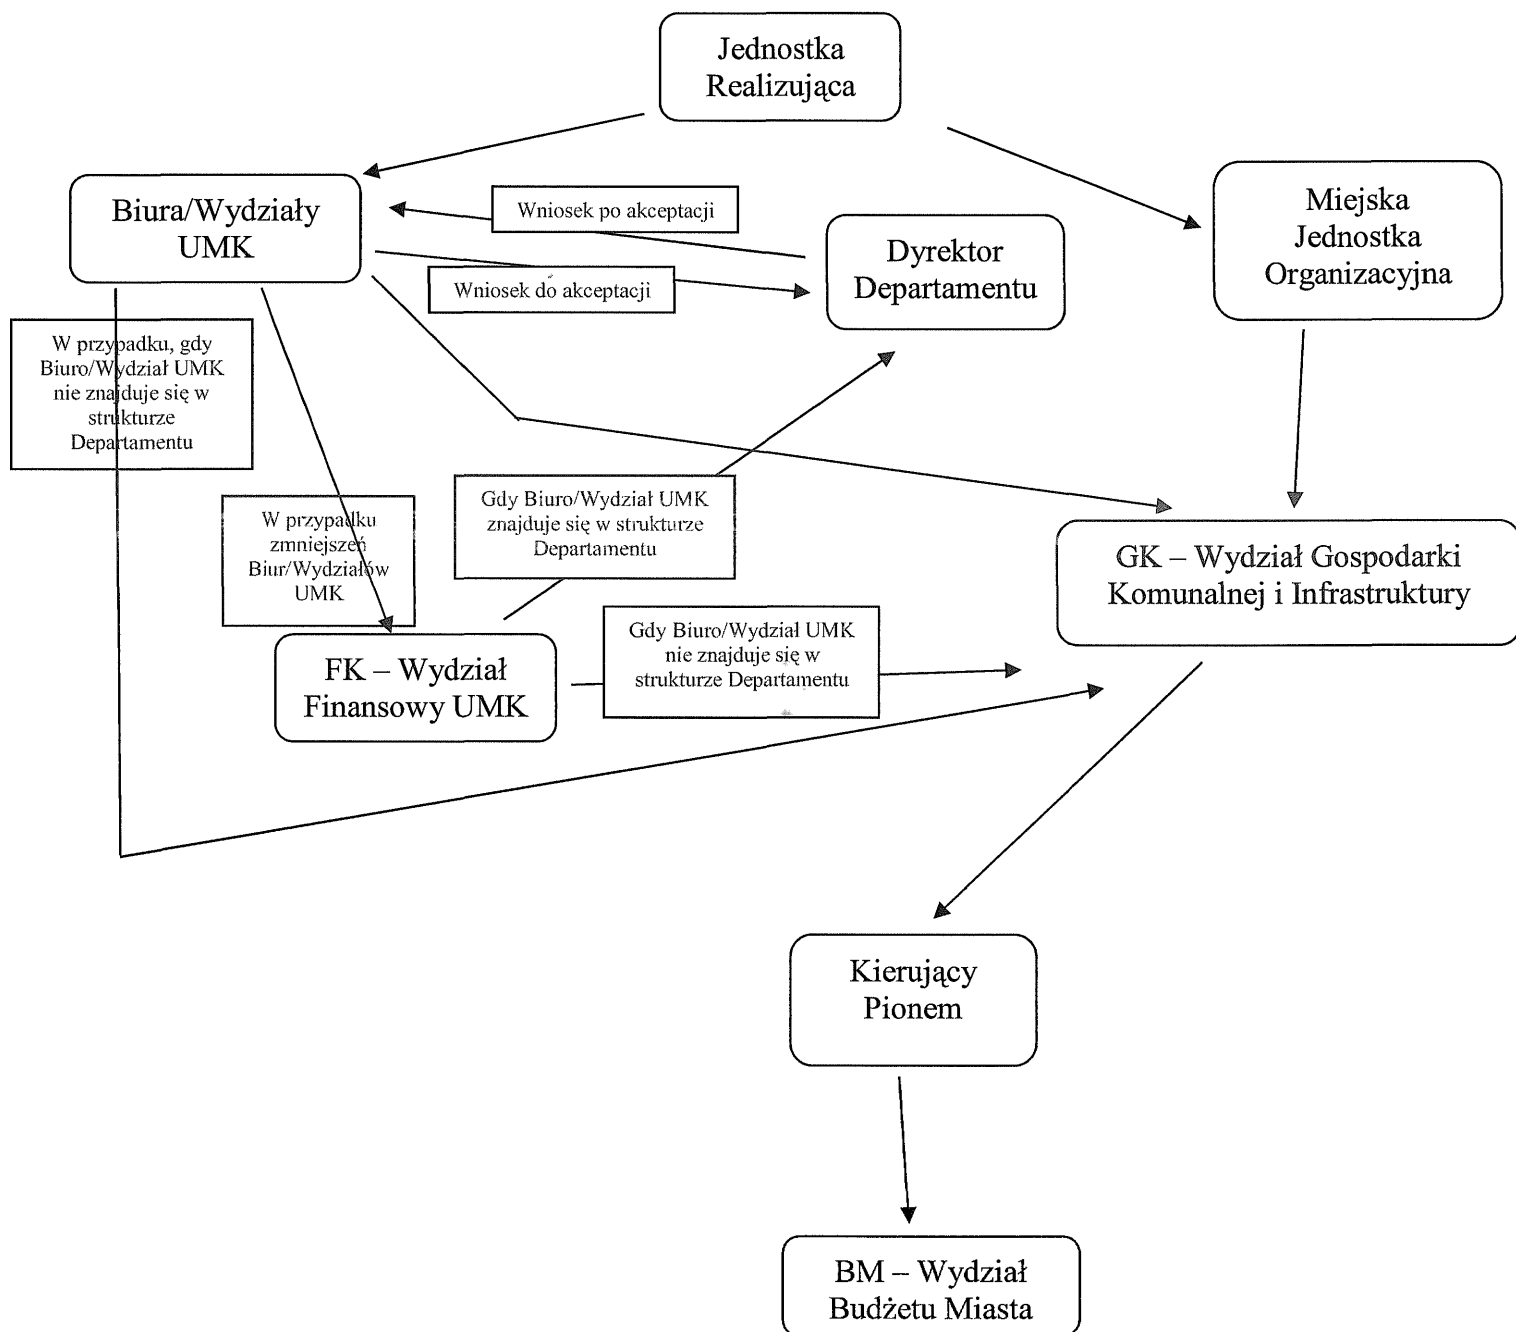 Jednostka
Realizująca
Biura/Wydziały
UMK
Wniosek po akceptacji
Wniosek do akceptacji
Dyrektor
Departamentu
Miejska
Jednostka
Organizacyjna
W przypadku, gdy
Biuro/Wydział UMK
nie znajduje się w
strukturze
Departamentu
W przypadku
zmniejszeń
Biur/Wydziałów
UMK
Gdy Biuro/Wydział UMK
znajduje się w strukturze
Departamentu
GK – Wydział Gospodarki
Komunalnej i Infrastruktury
FK – Wydział
Finansowy UMK
Gdy Biuro/Wydział UMK
nie znajduje się w
strukturze Departamentu
Kierujący
Pionem
BM – Wydział
Budżetu Miasta